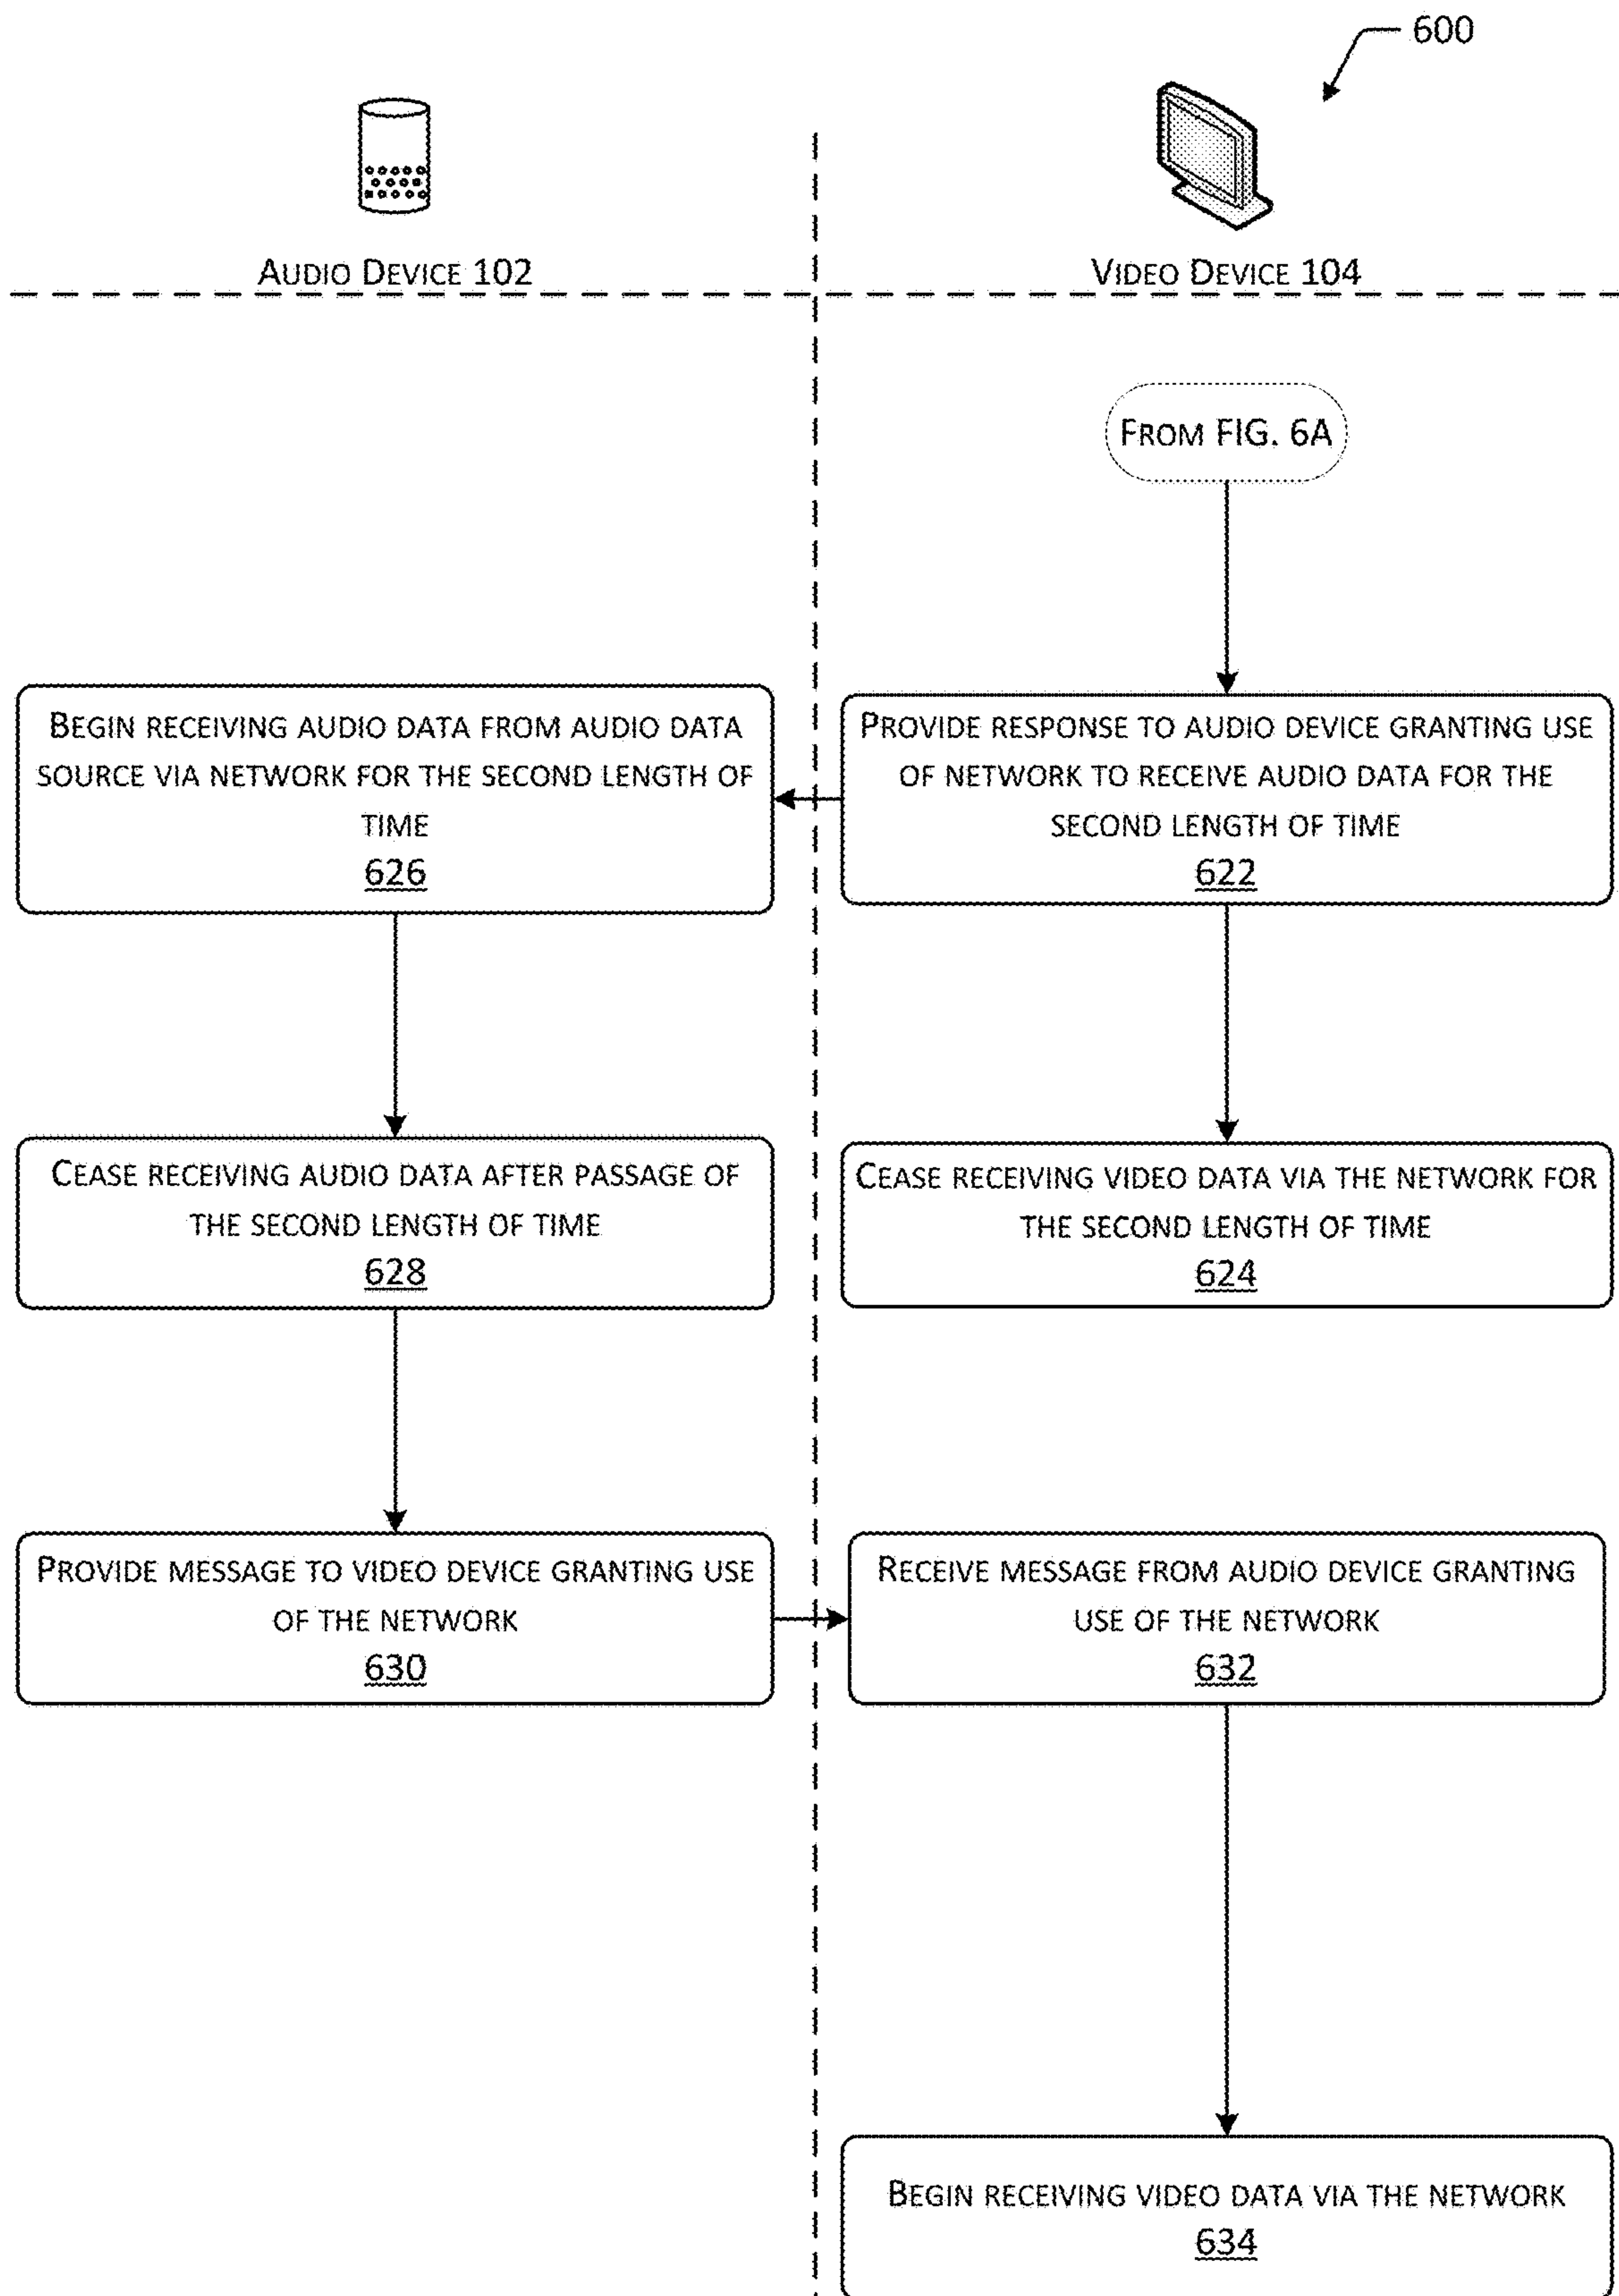 600
AUDIO DEVICE 102
VIDEO DEVICE 104
FROM FIG. 6A
BEGIN RECEIVING AUDIO DATA FROM AUDIO DATA
SOURCE VIA NETWORK FOR THE SECOND LENGTH OF
TIME
626
PROVIDE RESPONSE TO AUDIO DEVICE GRANTING USE
OF NETWORK TO RECEIVE AUDIO DATA FOR THE
SECOND LENGTH OF TIME
622
CEASE RECEIVING AUDIO DATA AFTER PASSAGE OF
THE SECOND LENGTH OF TIME
628
CEASE RECEIVING VIDEO DATA VIA THE NETWORK FOR
THE SECOND LENGTH OF TIME
624
PROVIDE MESSAGE TO VIDEO DEVICE GRANTING USE
OF THE NETWORK
630
RECEIVE MESSAGE FROM AUDIO DEVICE GRANTING
USE OF THE NETWORK
632
BEGIN RECEIVING VIDEO DATA VIA THE NETWORK
634